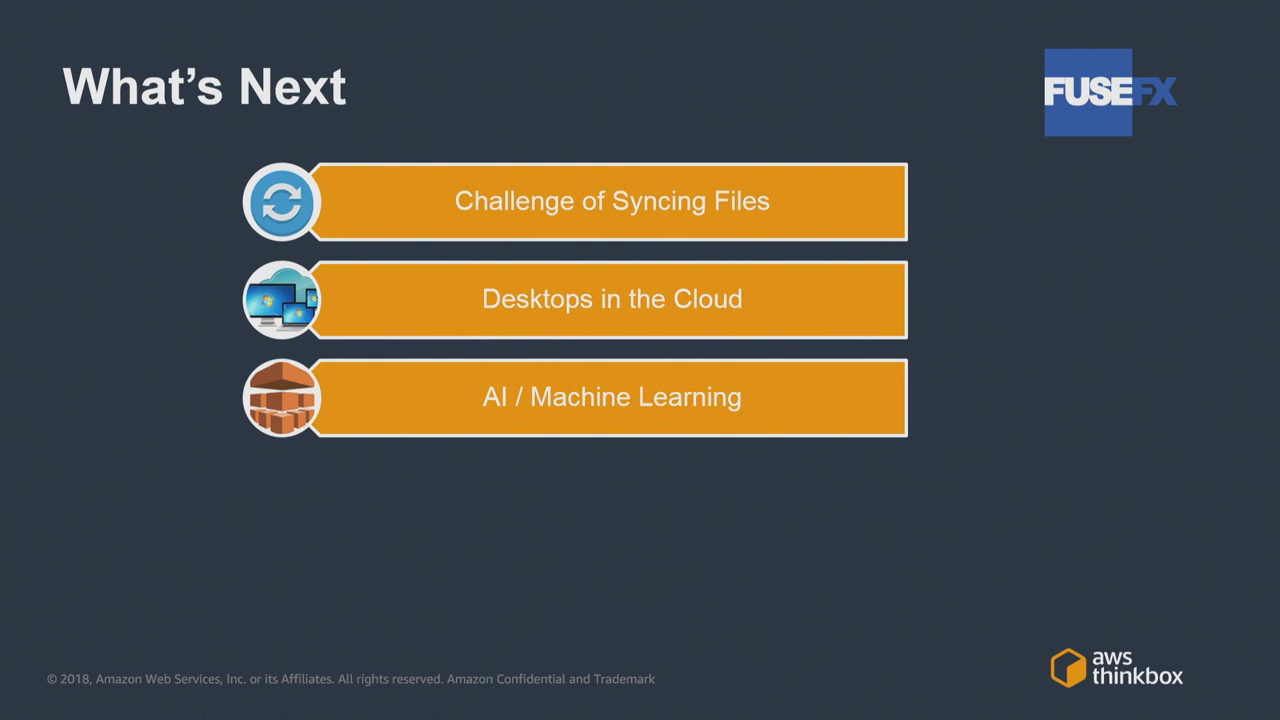 What's Next
FUSEFX
Challenge of Syncing Files
Desktops in the Cloud
AI / Machine Learning
© 2018, Amazon Web Services, Inc. or its Affiliates. All rights reserved. Amazon Confidential and Trademark
aws
thinkbox